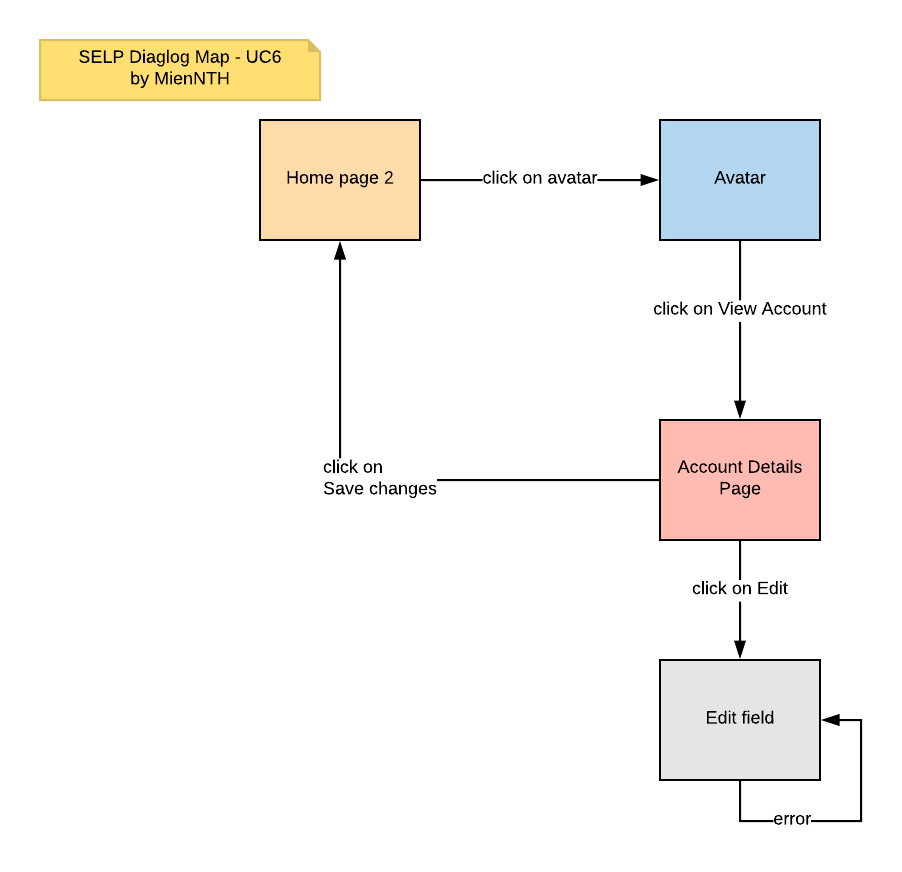 SELP Diaglog Map - UC6
by MienNTH
Home page 2
click on avatar
Avatar
click on View Account
click on
Save changes
Account Details
Page
click on Edit
Edit field
error